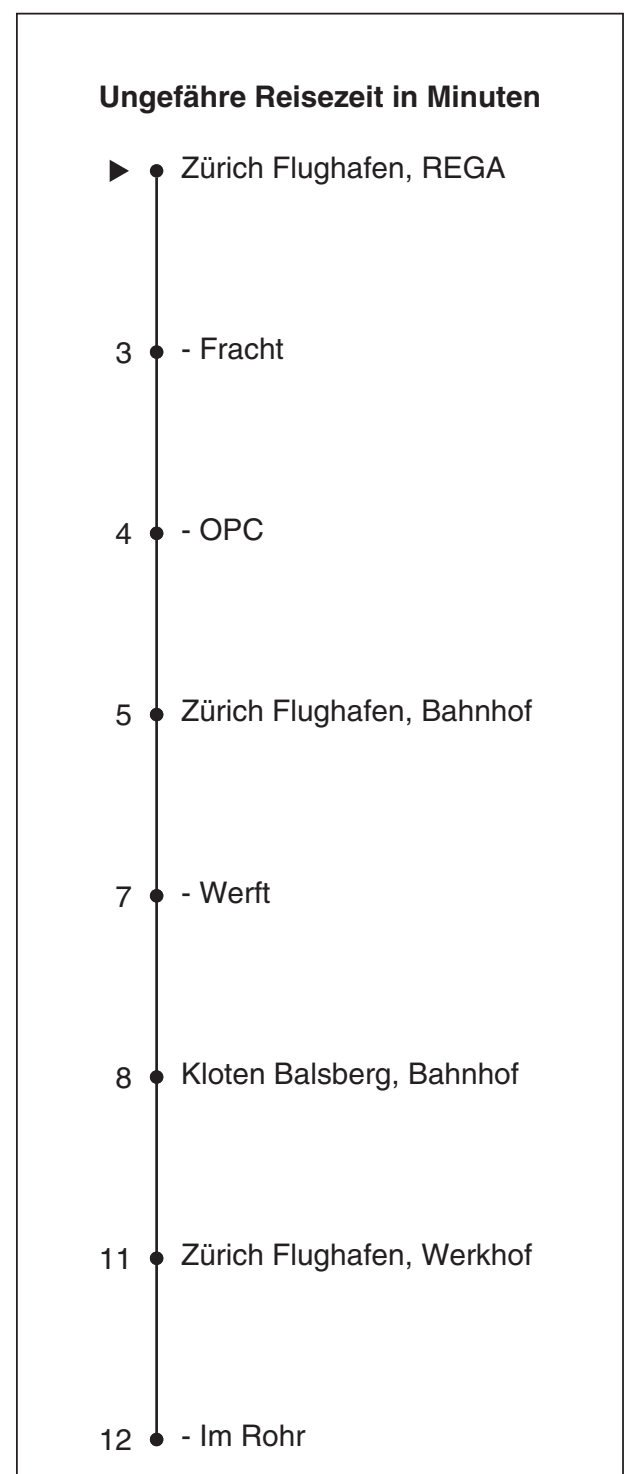 Ungefähre Reisezeit in Minuten
Zürich Flughafen, REGA
3 - Fracht
4 - OPC
5 Zürich Flughafen, Bahnhof
7 - Werft
8 Kloten Balsberg, Bahnhof
11 Zürich Flughafen, Werkhof
12 - Im Rohr